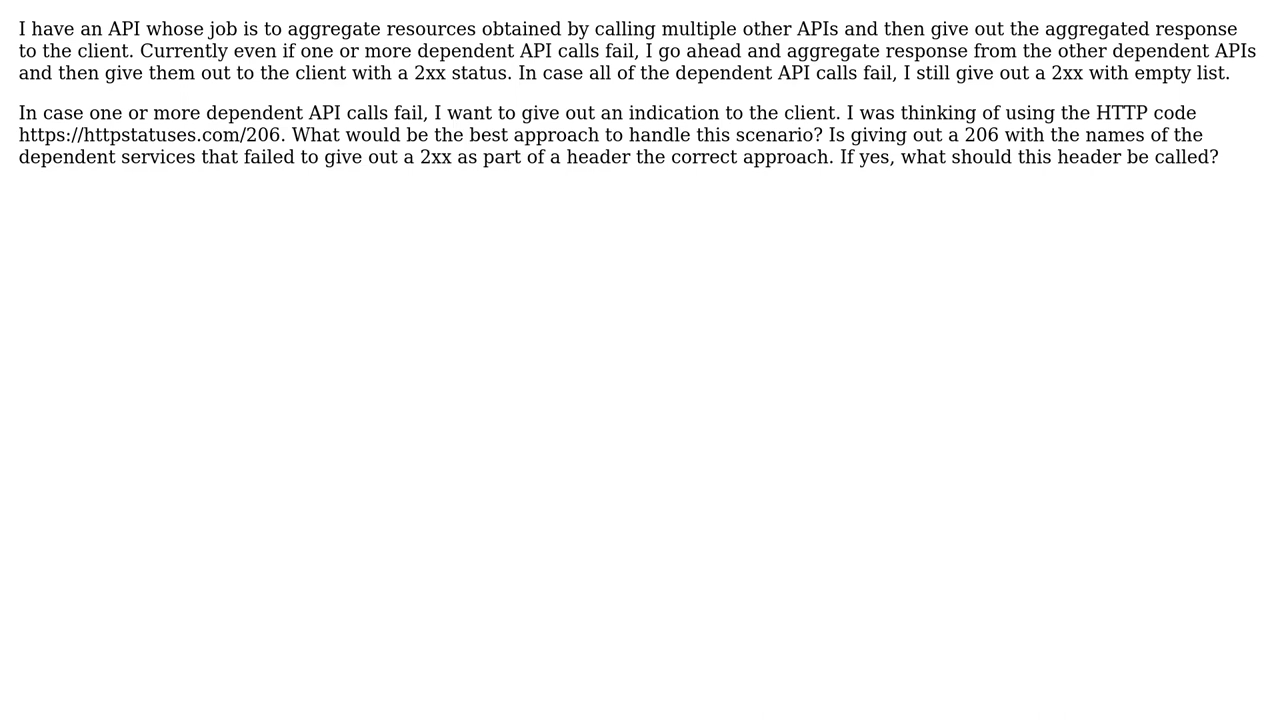 I have an API whose job is to aggregate resources obtained by calling multiple other APIs and then give out the aggregated response
to the client. Currently even if one or more dependent API calls fail, I go ahead and aggregate response from the other dependent APIs
and then give them out to the client with a 2xx status. In case all of the dependent API calls fail, I still give out a 2xx with empty list.
In case one or more dependent API calls fail, I want to give out an indication to the client. I was thinking of using the HTTP code
https://httpstatuses.com/206. What would be the best approach to handle this scenario? Is giving out a 206 with the names of the
dependent services that failed to give out a 2xx as part of a header the correct approach. If yes, what should this header be called?